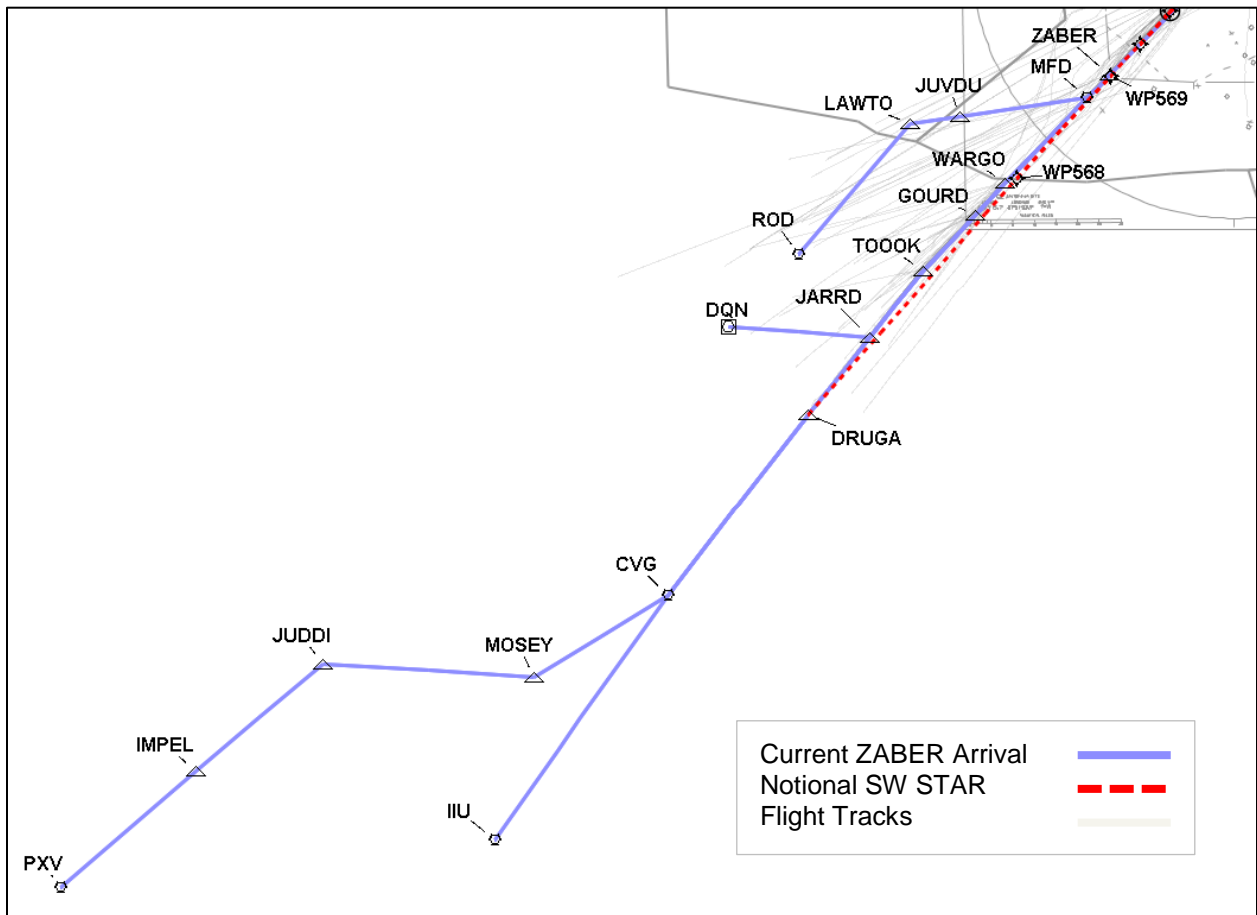 ZABER
MFD
WP569
JUVDU
LAWTO
WARGO
WP568
GOURD
ROD
TOOOK
JARRD
DQN
DRUGA
CVG
JUDDI
MOSEY
IMPEL
IIU
PXV
Current ZABER Arrival
Notional SW STAR
Flight Tracks